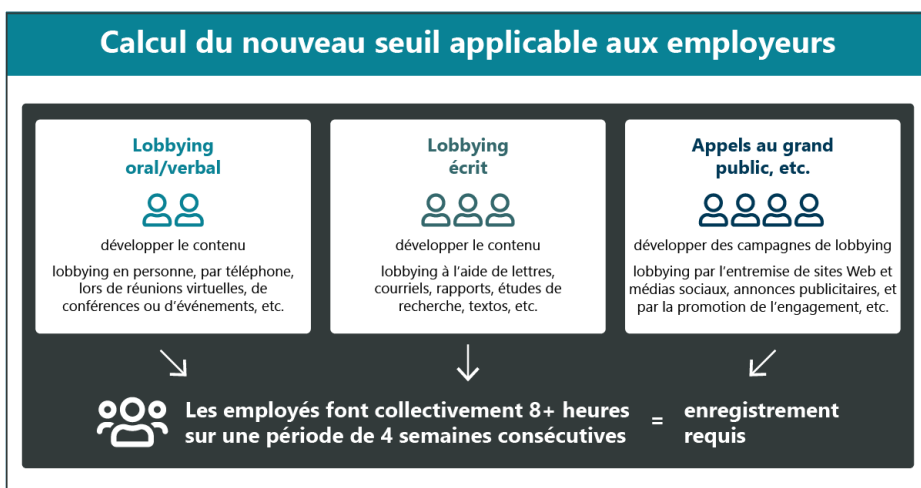 Calcul du nouveau seuil applicable aux employeurs
Lobbying
oral/verbal
développer le contenu
lobbying en personne, par téléphone,
lors de réunions virtuelles, de
conférences ou d’événements, etc.
Lobbying
écrit
développer le contenu
lobbying à l’aide de lettres,
courriels, rapports, études de
recherche, textos, etc.
Appels au grand
public, etc.
développer des campagnes de lobbying
lobbying par l’entremise de sites Web et
médias sociaux, annonces publicitaires, et
par la promotion de l’engagement, etc.
Les employés font collectivement 8+ heures
sur une période de 4 semaines consécutives
=
enregistrement
requis